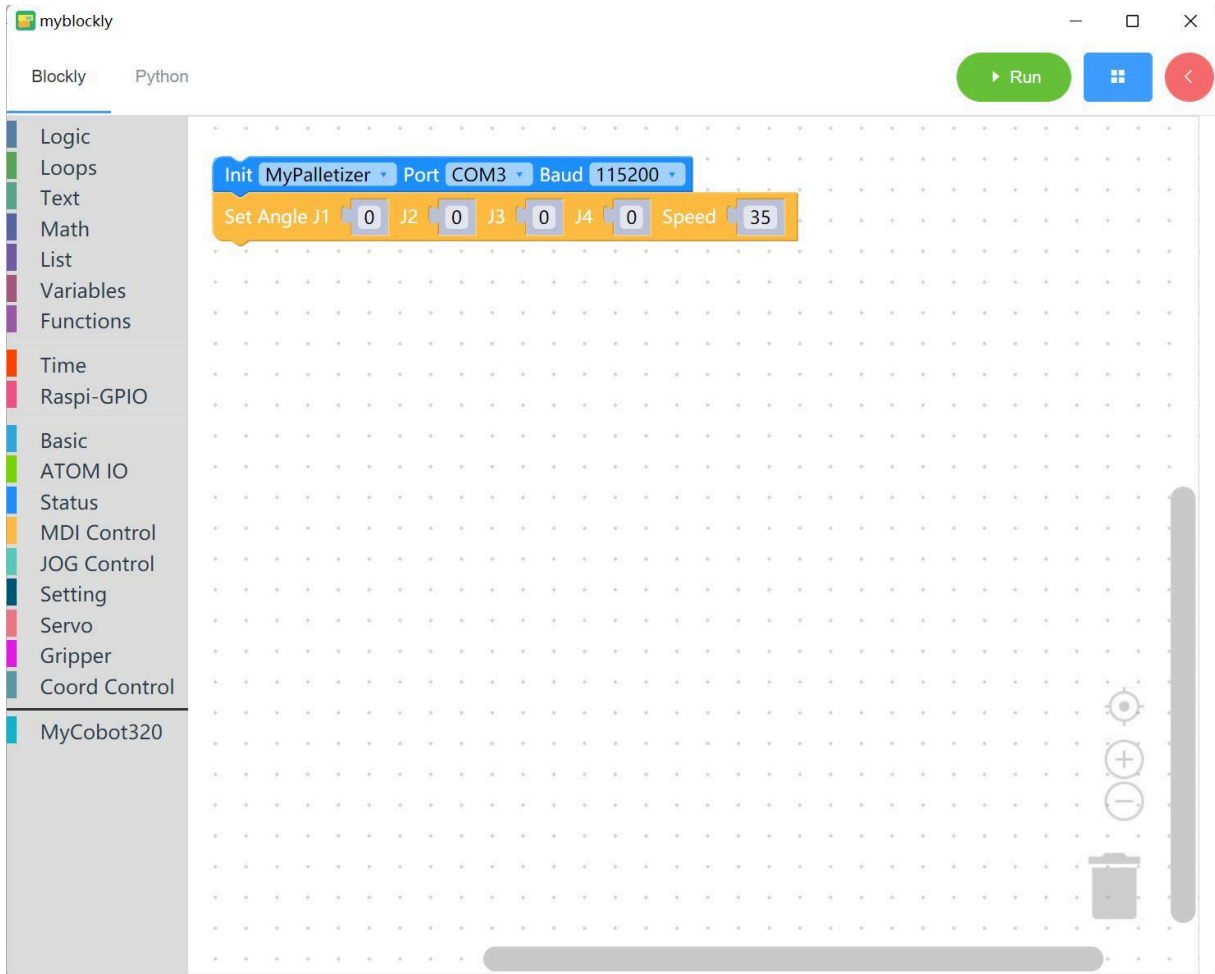 myblockly
Blockly Python Run
Logic
Loops
Text
Math
List
Variables
Functions
Time
Raspi-GPIO
Basic
ATOM IO
Status
MDI Control
JOG Control
Setting
Servo
Gripper
Coord Control
MyCobot320
Init MyPalletizer Port COM3 Baud 115200
Set Angle J1 0 J2 0 J3 0 J4 0 Speed 35